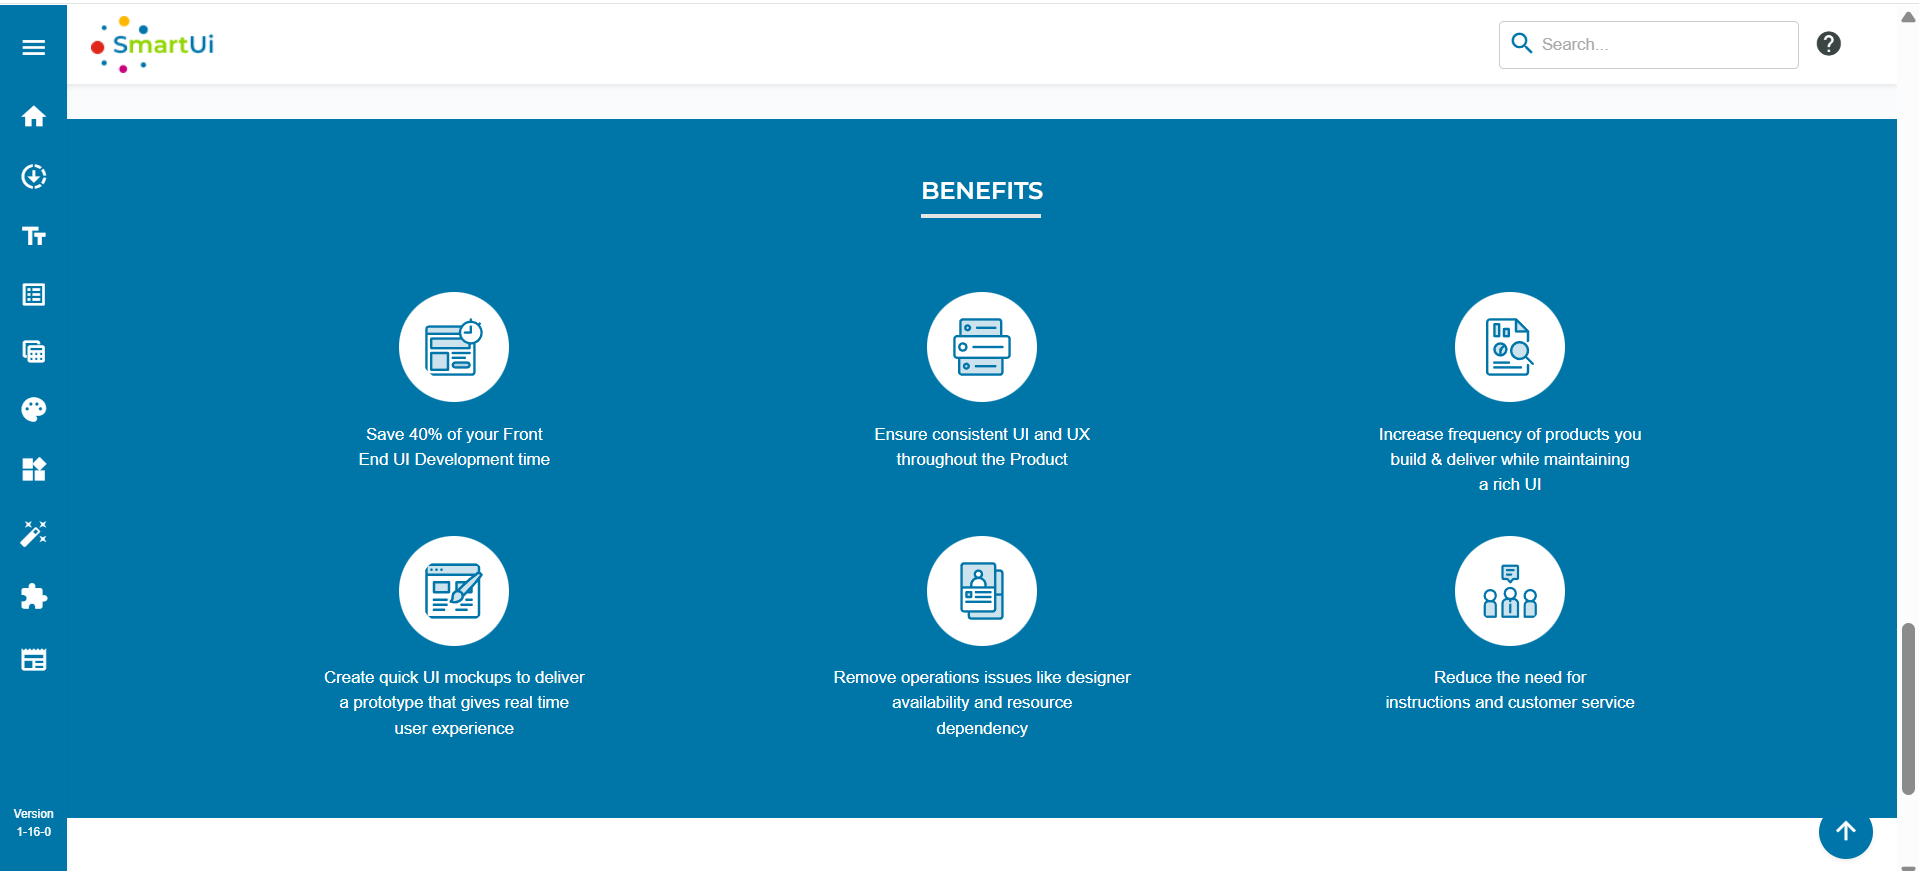 SmartUi
Search...
BENEFITS
Save 40% of your Front
End UI Development time
Ensure consistent UI and UX
throughout the Product
Increase frequency of products you
build & deliver while maintaining
a rich UI
Create quick UI mockups to deliver
a prototype that gives real time
user experience
Remove operations issues like designer
availability and resource
dependency
Reduce the need for
instructions and customer service
Version
1-16-0